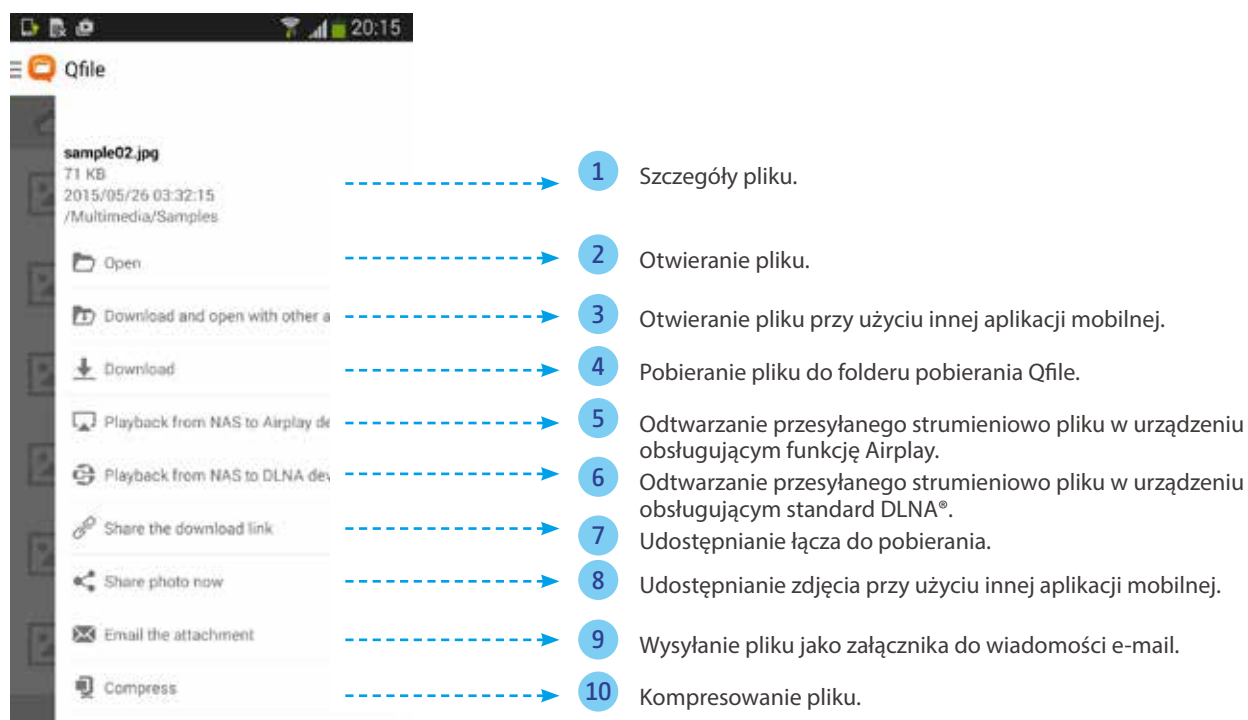 20:15
Qfile
sample02.jpg
71 KB
2015/05/26 03:32:15
/Multimedia/Samples
1 Szczegóły pliku.
Open
2 Otwieranie pliku.
Download and open with other a
3 Otwieranie pliku przy użyciu innej aplikacji mobilnej.
Download
4 Pobieranie pliku do folderu pobierania Qfile.
Playback from NAS to Airplay de
5 Odtwarzanie przesyłanego strumieniowo pliku w urządzeniu
obsługującym funkcję Airplay.
Playback from NAS to DLNA dev
6 Odtwarzanie przesyłanego strumieniowo pliku w urządzeniu
obsługującym standard DLNA®.
Share the download link
7 Udostępnianie łącza do pobierania.
Share photo now
8 Udostępnianie zdjęcia przy użyciu innej aplikacji mobilnej.
Email the attachment
9 Wysyłanie pliku jako załącznika do wiadomości e-mail.
Compress
10 Kompresowanie pliku.